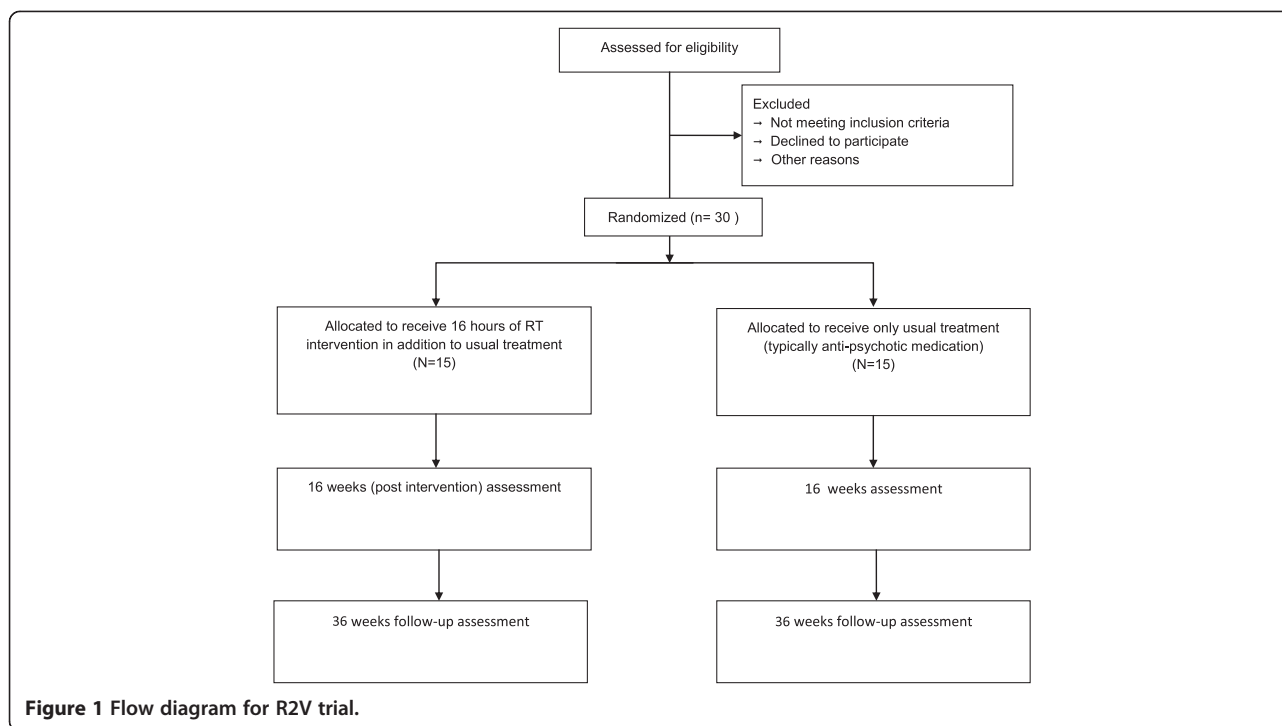 Assessed for eligibility
Excluded
→ Not meeting inclusion criteria
→ Declined to participate
→ Other reasons
Randomized (n= 30 )
Allocated to receive 16 hours of RT
intervention in addition to usual treatment
(N=15)
Allocated to receive only usual treatment
(typically anti-psychotic medication)
(N=15)
16 weeks (post intervention) assessment
16 weeks assessment
36 weeks follow-up assessment
36 weeks follow-up assessment
Figure 1 Flow diagram for R2V trial.